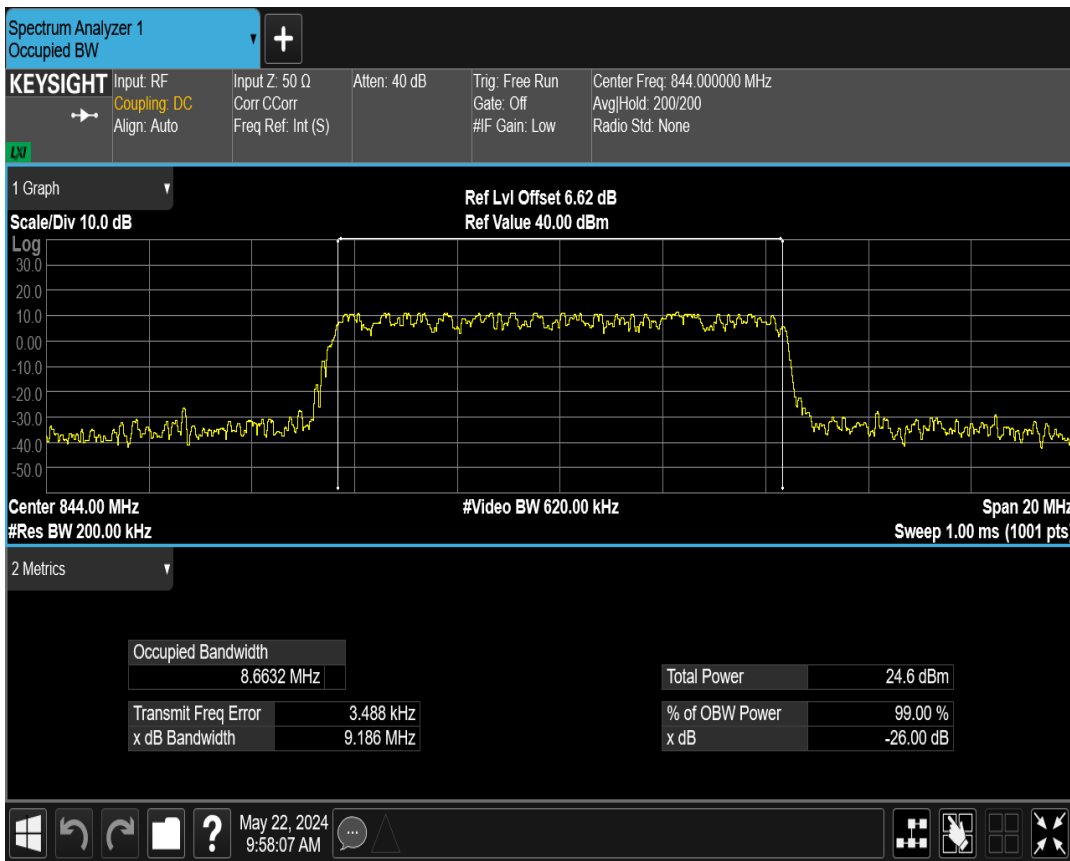 Spectrum Analyzer 1
Occupied BW
KEYSIGHT
LXI
Input: RF
Coupling: DC
Align: Auto
Input Z: 50 Ω
Corr CCorr
Freq Ref: Int (S)
Atten: 40 dB
Trig: Free Run
Gate: Off
#IF Gain: Low
Center Freq: 844.000000 MHz
Avg|Hold: 200/200
Radio Std: None
1 Graph
Scale/Div 10.0 dB
Ref Lvl Offset 6.62 dB
Ref Value 40.00 dBm
Log
30.0
20.0
10.0
0.00
-10.0
-20.0
-30.0
-40.0
-50.0
Center 844.00 MHz
#Res BW 200.00 kHz
#Video BW 620.00 kHz
Span 20 MHz
Sweep 1.00 ms (1001 pts)
2 Metrics
Occupied Bandwidth
8.6632 MHz
Transmit Freq Error 3.488 kHz
x dB Bandwidth 9.186 MHz
Total Power 24.6 dBm
% of OBW Power 99.00 %
x dB -26.00 dB
?
May 22, 2024
9:58:07 AM